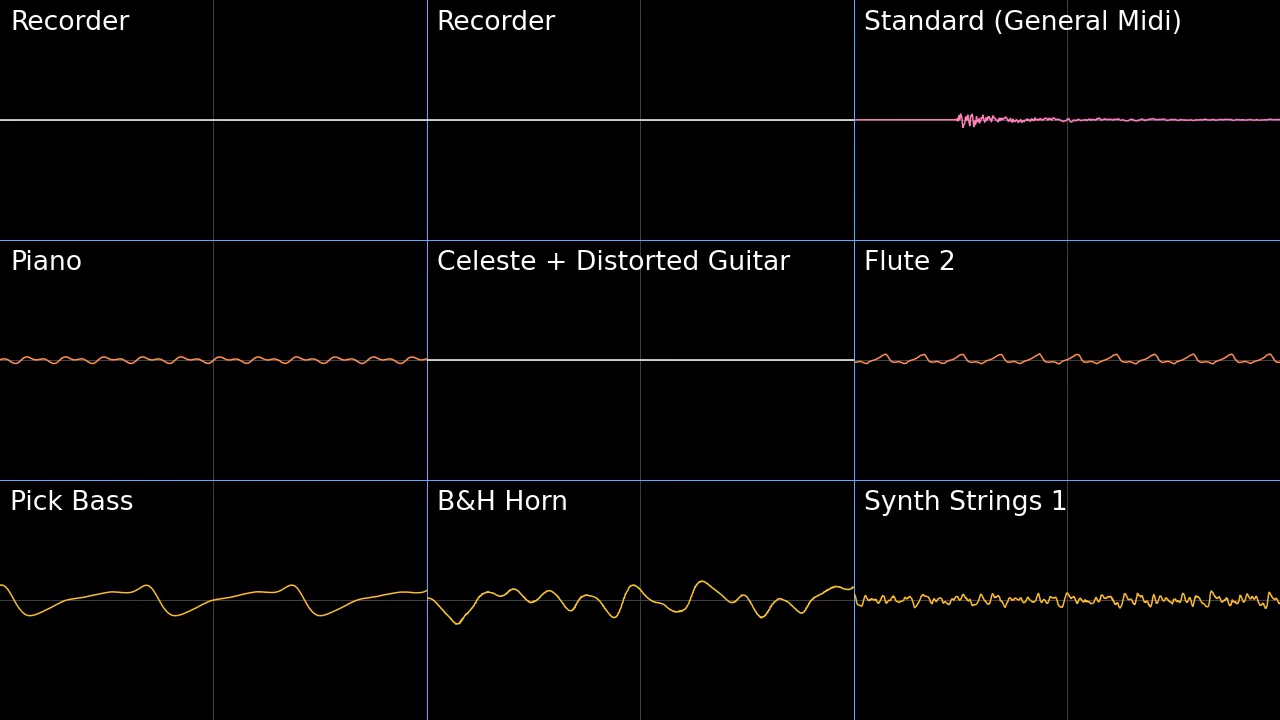 Recorder
Recorder
Standard (General Midi)
Piano
Celeste + Distorted Guitar
Flute 2
Pick Bass
B&H Horn
Synth Strings 1